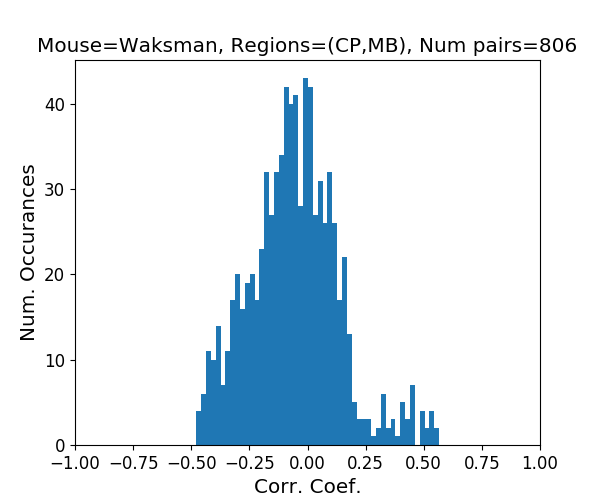 Mouse=Waksman, Regions=(CP,MB), Num pairs=806
Num. Occurances
40
30
20
10
0
−1.00 −0.75 −0.50 −0.25 0.00 0.25 0.50 0.75 1.00
Corr. Coef.